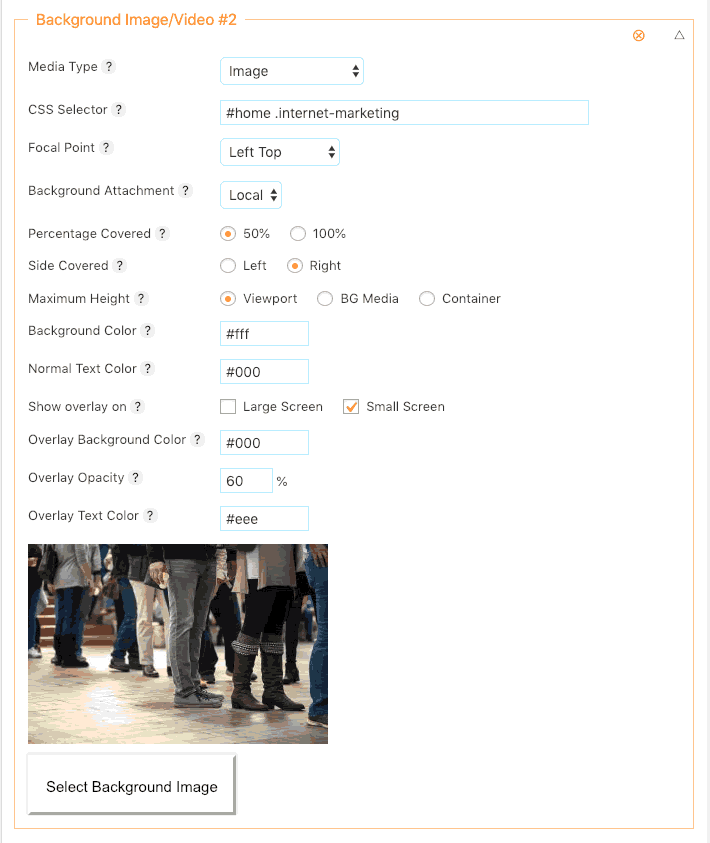 Background Image/Video #2
Media Type ? Image
CSS Selector ? #home .internet-marketing
Focal Point ? Left Top
Background Attachment ? Local
Percentage Covered ? 50% 100%
Side Covered ? Left Right
Maximum Height ? Viewport BG Media Container
Background Color ? #fff
Normal Text Color ? #000
Show overlay on ? Large Screen Small Screen
Overlay Background Color ? #000
Overlay Opacity ? 60 %
Overlay Text Color ? #eee
Select Background Image